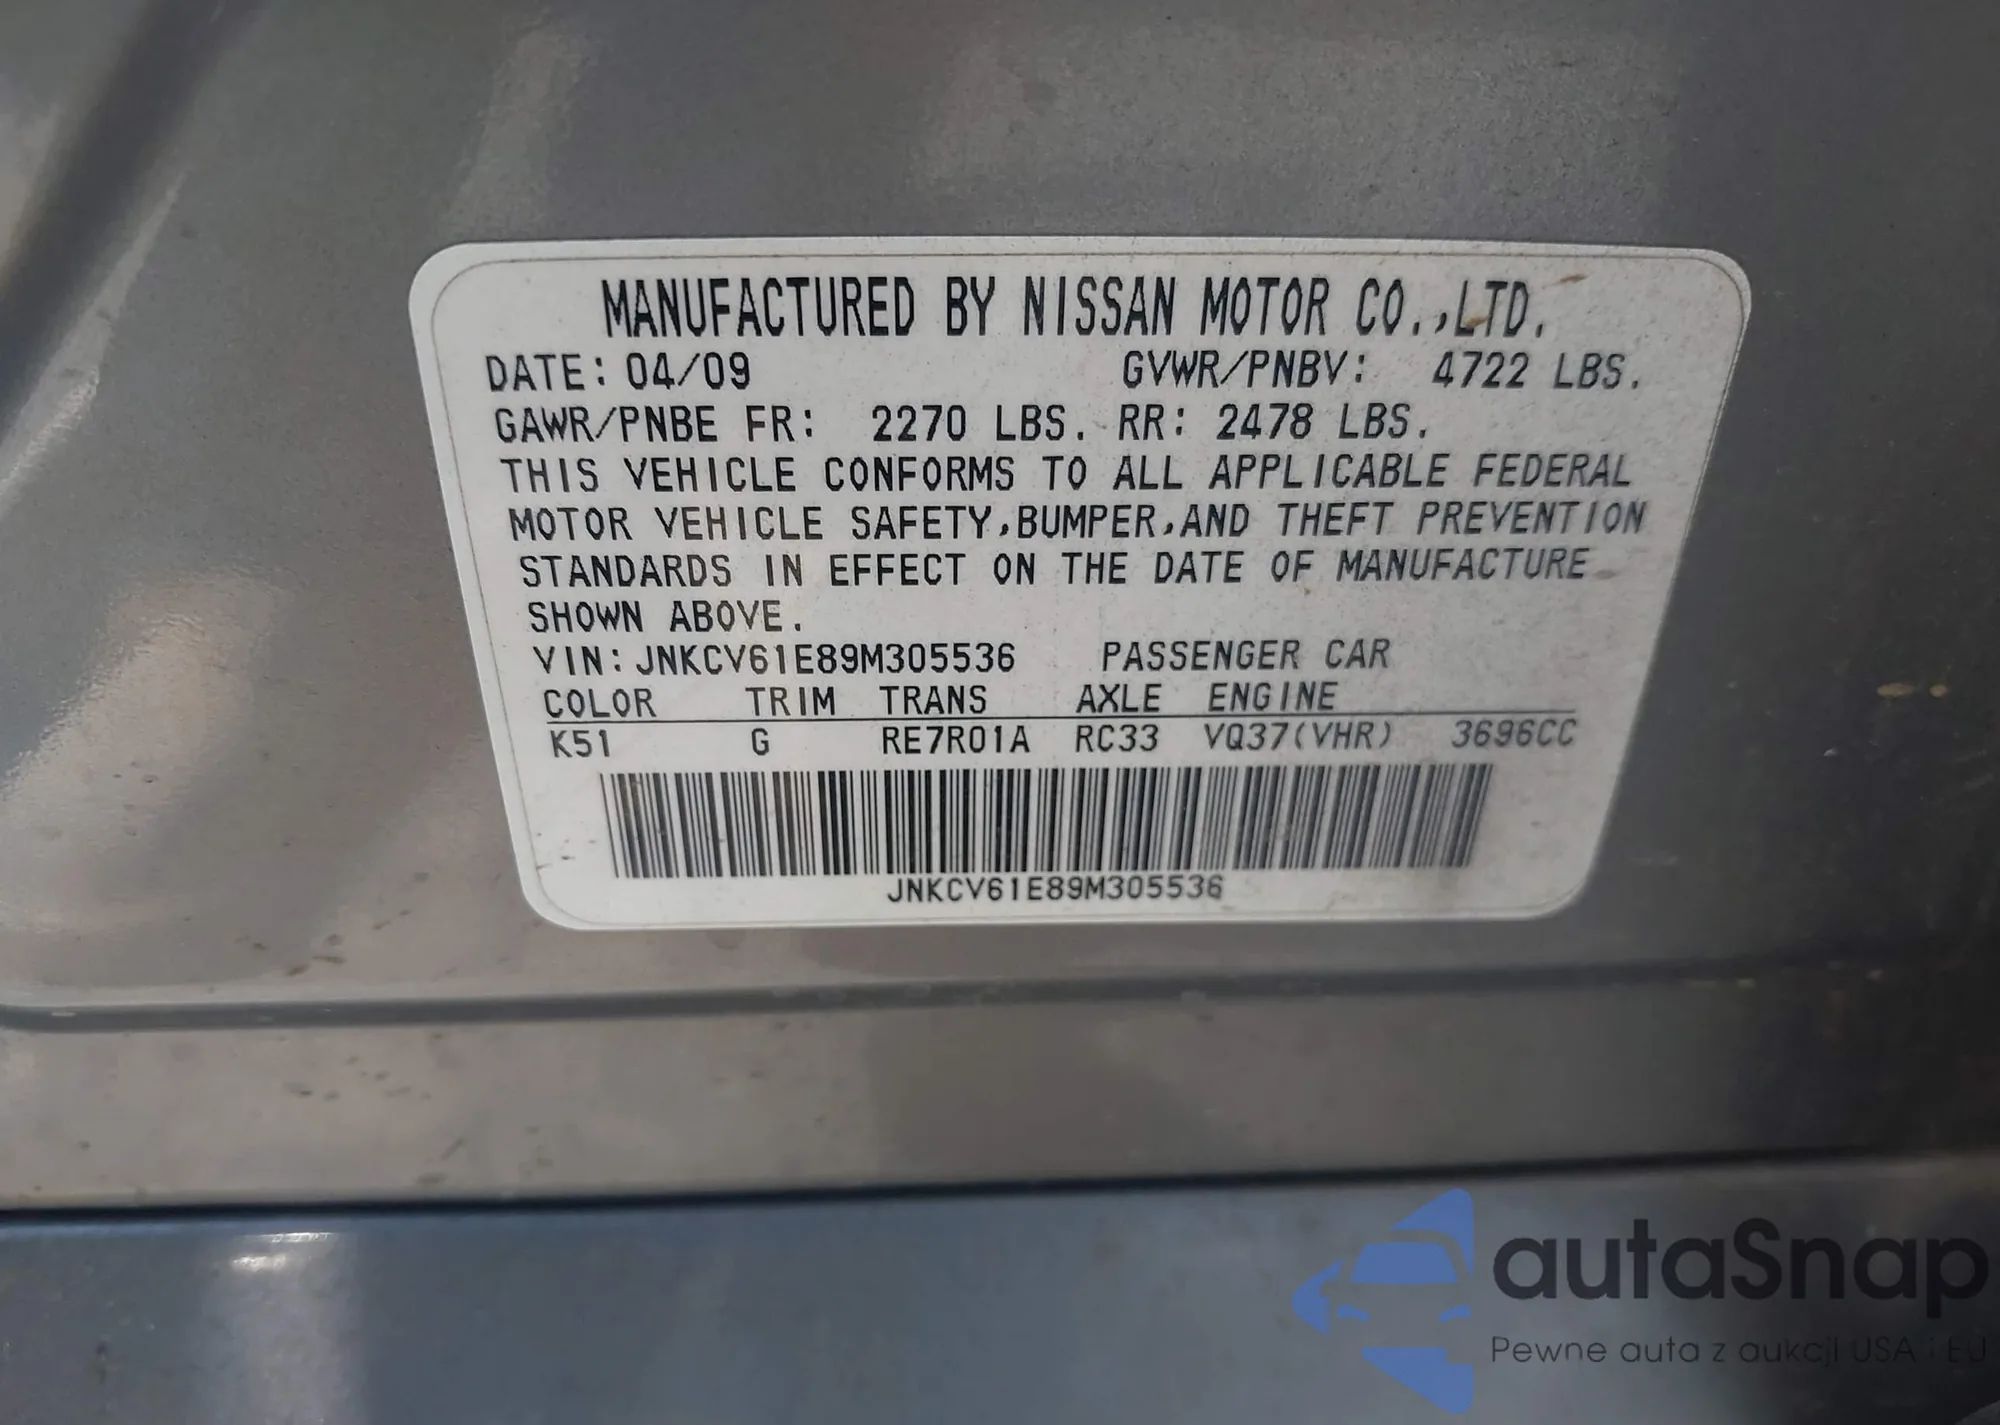 MANUFACTURED BY NISSAN MOTOR CO.,LTD.
DATE: 04/09 GVWR/PNBV: 4722 LBS.
GAWR/PNBE FR: 2270 LBS. RR: 2478 LBS.
THIS VEHICLE CONFORMS TO ALL APPLICABLE FEDERAL
MOTOR VEHICLE SAFETY,BUMPER,AND THEFT PREVENTION
STANDARDS IN EFFECT ON THE DATE OF MANUFACTURE
SHOWN ABOVE.
VIN: JNKCV61E89M305536 PASSENGER CAR
COLOR TRIM TRANS AXLE ENGINE
K51 G RE7R01A RC33 VQ37(VHR) 3696CC
JNKCV61E89M305536
autaSnap
Pewne auta z aukcji USA i EU